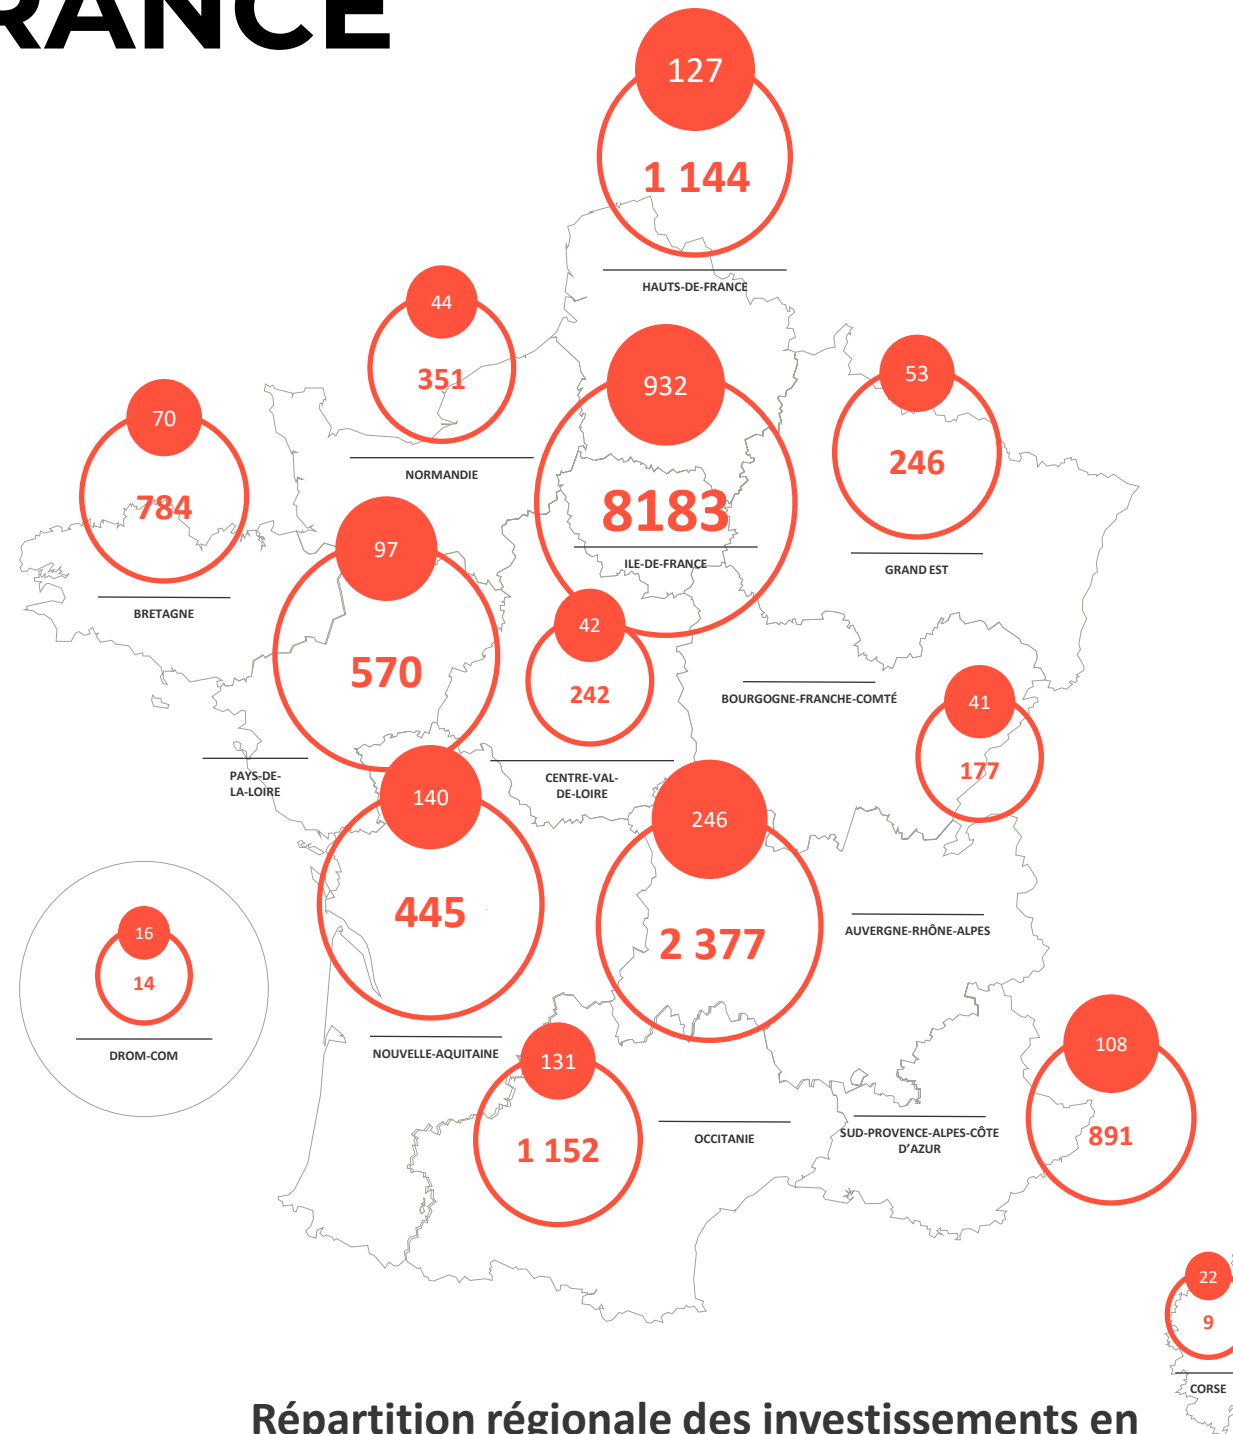 RANCE
127
1 144
HAUTS-DE-FRANCE
44
351
NORMANDIE
932
8183
ILE-DE-FRANCE
53
246
GRAND EST
70
784
BRETAGNE
97
570
PAYS-DE-
LA-LOIRE
42
242
CENTRE-VAL-
DE-LOIRE
BOURGOGNE-FRANCHE-COMTÉ
41
177
140
445
NOUVELLE-AQUITAINE
246
2 377
AUVERGNE-RHÔNE-ALPES
16
14
DROM-COM
131
1 152
OCCITANIE
108
891
SUD-PROVENCE-ALPES-CÔTE
D'AZUR
22
9
CORSE
Répartition régionale des investissements en